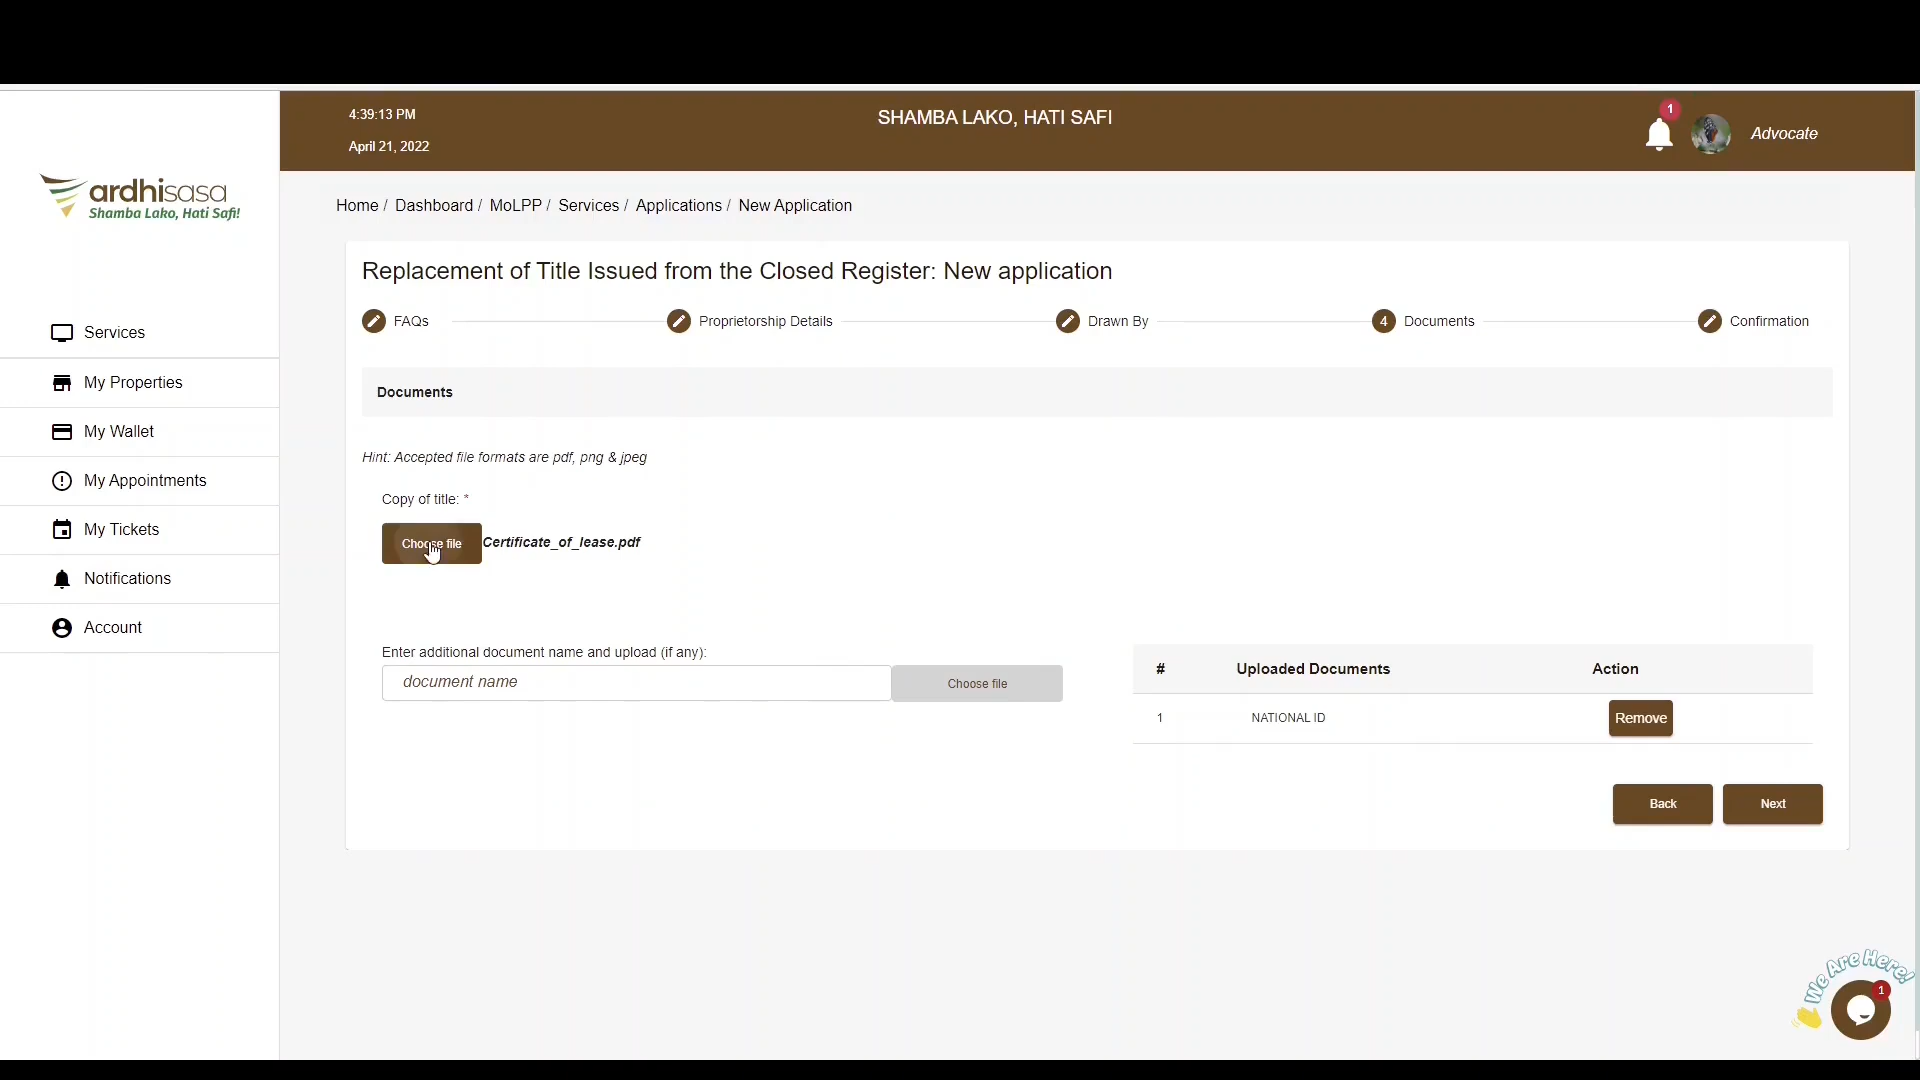 4:39:13 PM
April 21, 2022
SHAMBA LAKO, HATI SAFI
1
Advocate
ardhisasa
Shamba Lako, Hati Safi!
Home / Dashboard / MoLPP / Services / Applications / New Application
Services
My Properties
My Wallet
My Appointments
My Tickets
Notifications
Account
Replacement of Title Issued from the Closed Register: New application
FAQs
Proprietorship Details
Drawn By
4 Documents
Confirmation
Documents
Hint: Accepted file formats are pdf, png & jpeg
Copy of title: *
Choose file Certificate_of_lease.pdf
Enter additional document name and upload (if any):
document name
Choose file
# Uploaded Documents Action
1 NATIONAL ID Remove
Back Next
We Are Here!
1